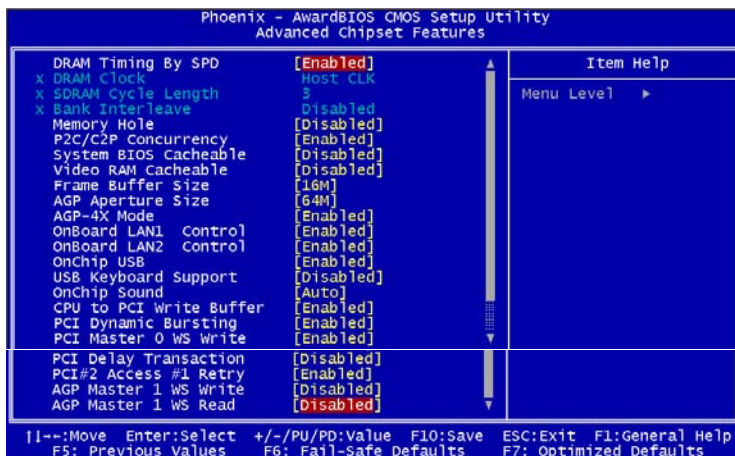 Phoenix - AwardBIOS CMOS Setup Utility
Advanced Chipset Features
DRAM Timing By SPD [Enabled]
x DRAM Clock Host CLK
x SDRAM Cycle Length 3
x Bank Interleave Disabled
Memory Hole [Disabled]
P2C/C2P Concurrency [Enabled]
System BIOS Cacheable [Disabled]
Video RAM Cacheable [Disabled]
Frame Buffer Size [16M]
AGP Aperture Size [64M]
AGP-4X Mode [Enabled]
OnBoard LAN1 Control [Enabled]
OnBoard LAN2 Control [Enabled]
OnChip USB [Enabled]
USB Keyboard Support [Disabled]
OnChip Sound [Auto]
CPU to PCI Write Buffer [Enabled]
PCI Dynamic Bursting [Enabled]
PCI Master 0 WS Write [Enabled]
PCI Delay Transaction [Disabled]
PCI#2 Access #1 Retry [Enabled]
AGP Master 1 WS Write [Disabled]
AGP Master 1 WS Read [Disabled]
Item Help
Menu Level ▸
↑↓→←:Move Enter:Select +/-/PU/PD:Value F10:Save ESC:Exit F1:General Help
F5: Previous Values F6: Fail-Safe Defaults F7: Optimized Defaults